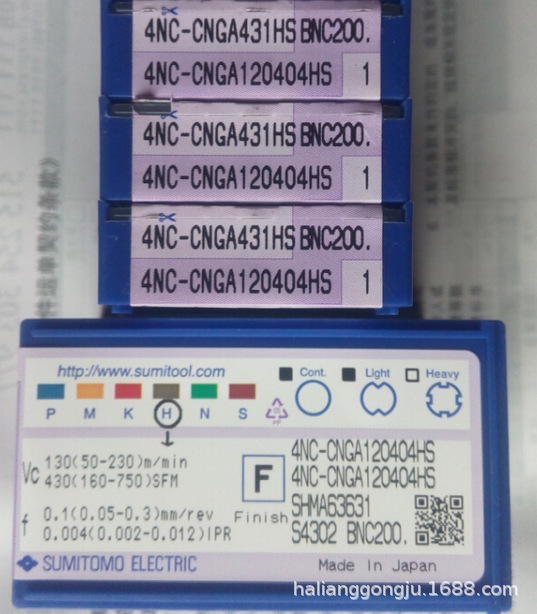 4NC-CNGA431HS BNC200.
4NC-CNGA120404HS 1
4NC-CNGA431HS BNC200.
4NC-CNGA120404HS 1
4NC-CNGA431HS BNC200.
4NC-CNGA120404HS 1
http://www.sumitool.com
Cont. Light Heavy
P M K H N S
PP
4NC-CNGA120404HS
4NC-CNGA120404HS
SHMA63631
S4302 BNC200.
Vc 130(50-230)m/min
430(160-750)SFM
f 0.1(0.05-0.3)mm/rev
0.004(0.002-0.012)IPR
F
Finish
SUMITOMO ELECTRIC
Made In Japan
halianggongju.1688.com